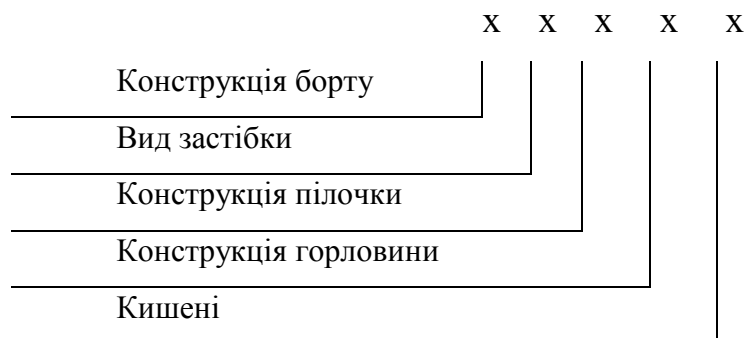 х х х х х
Конструкція борту
Вид застібки
Конструкція пілочки
Конструкція горловини
Кишені